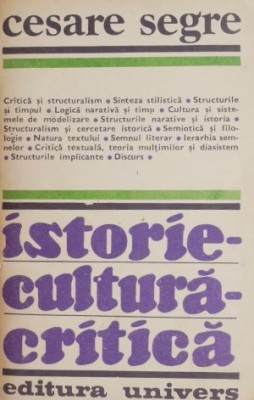 cesare segre
Critică și structuralism • Sinteza stilistică • Structurile
și timpul • Logică narativă și timp • Cultura și siste-
mele de modelizare • Structurile narative și istoria •
Structuralism și cercetare istorică • Semiotică și filo-
logie • Natura textului • Semnul literar • Ierarhia sem-
nelor • Critică textuală, teoria mulțimilor și diasistem
• Structurile implicante • Discurs •
istorie-
cultură-
critică
editura univers